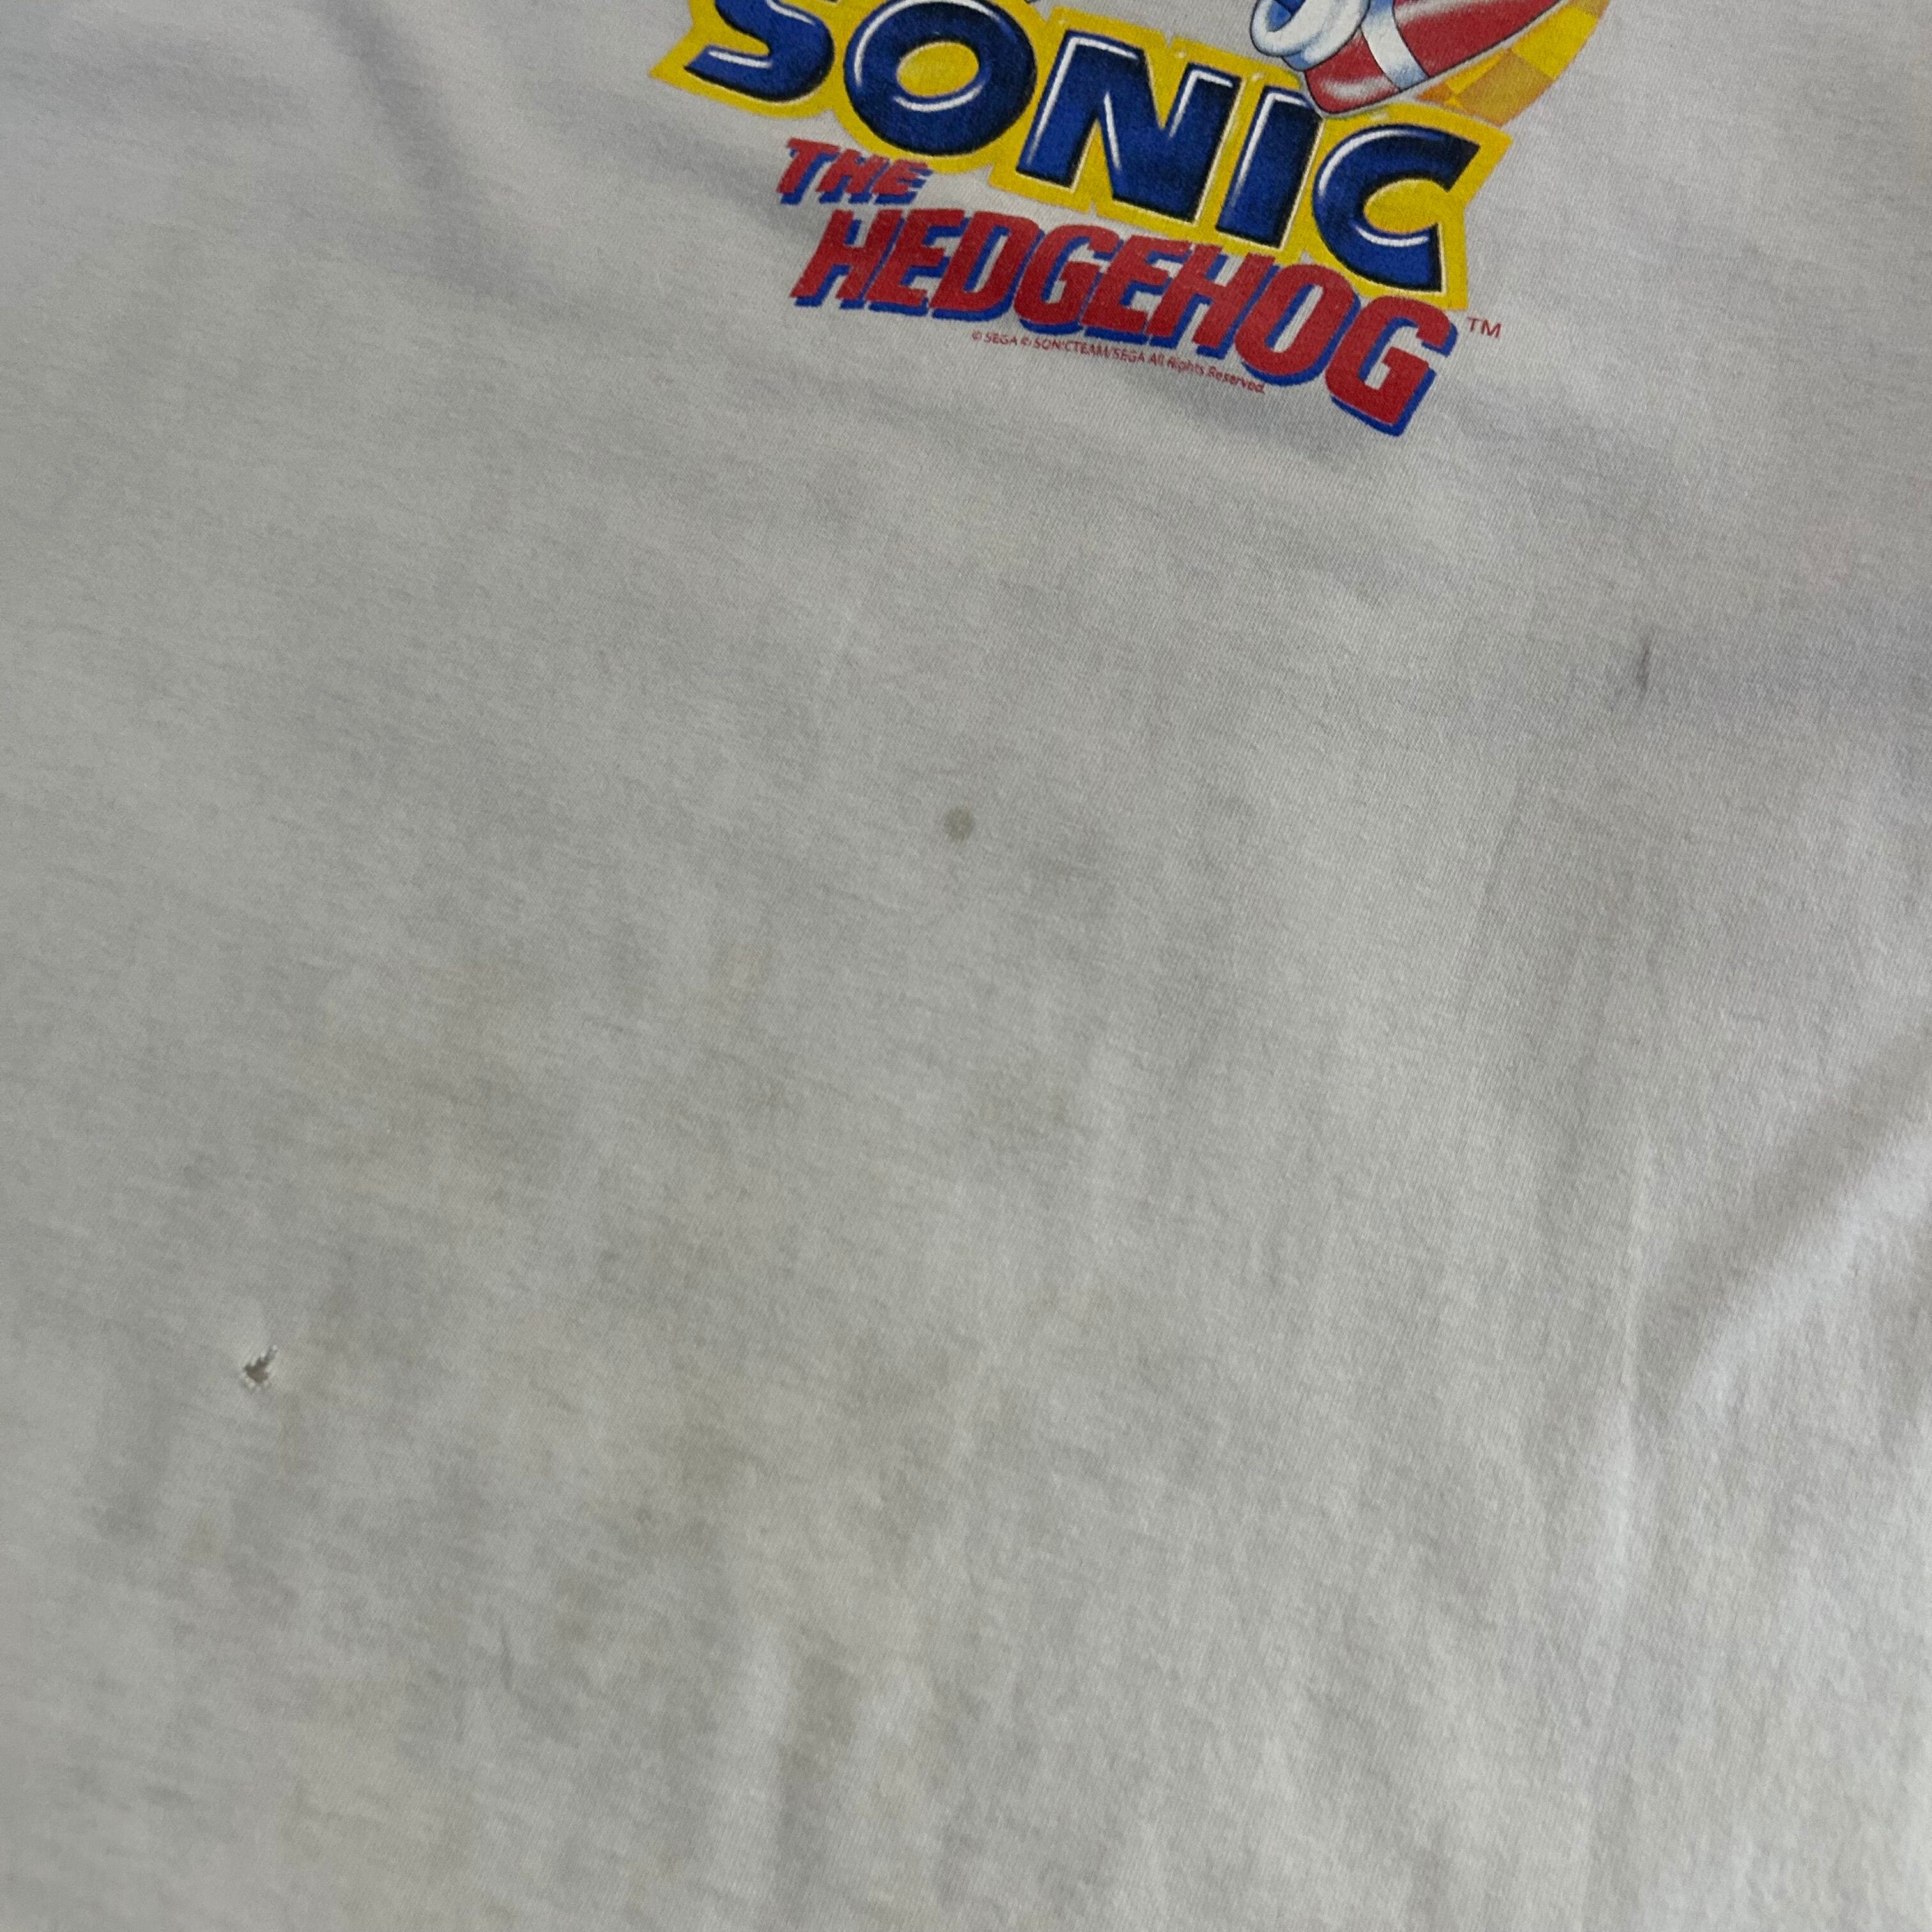 SONIC
THE
HEDGEHOG
TM
© SEGA © SONICTEAM/SEGA All Rights Reserved.